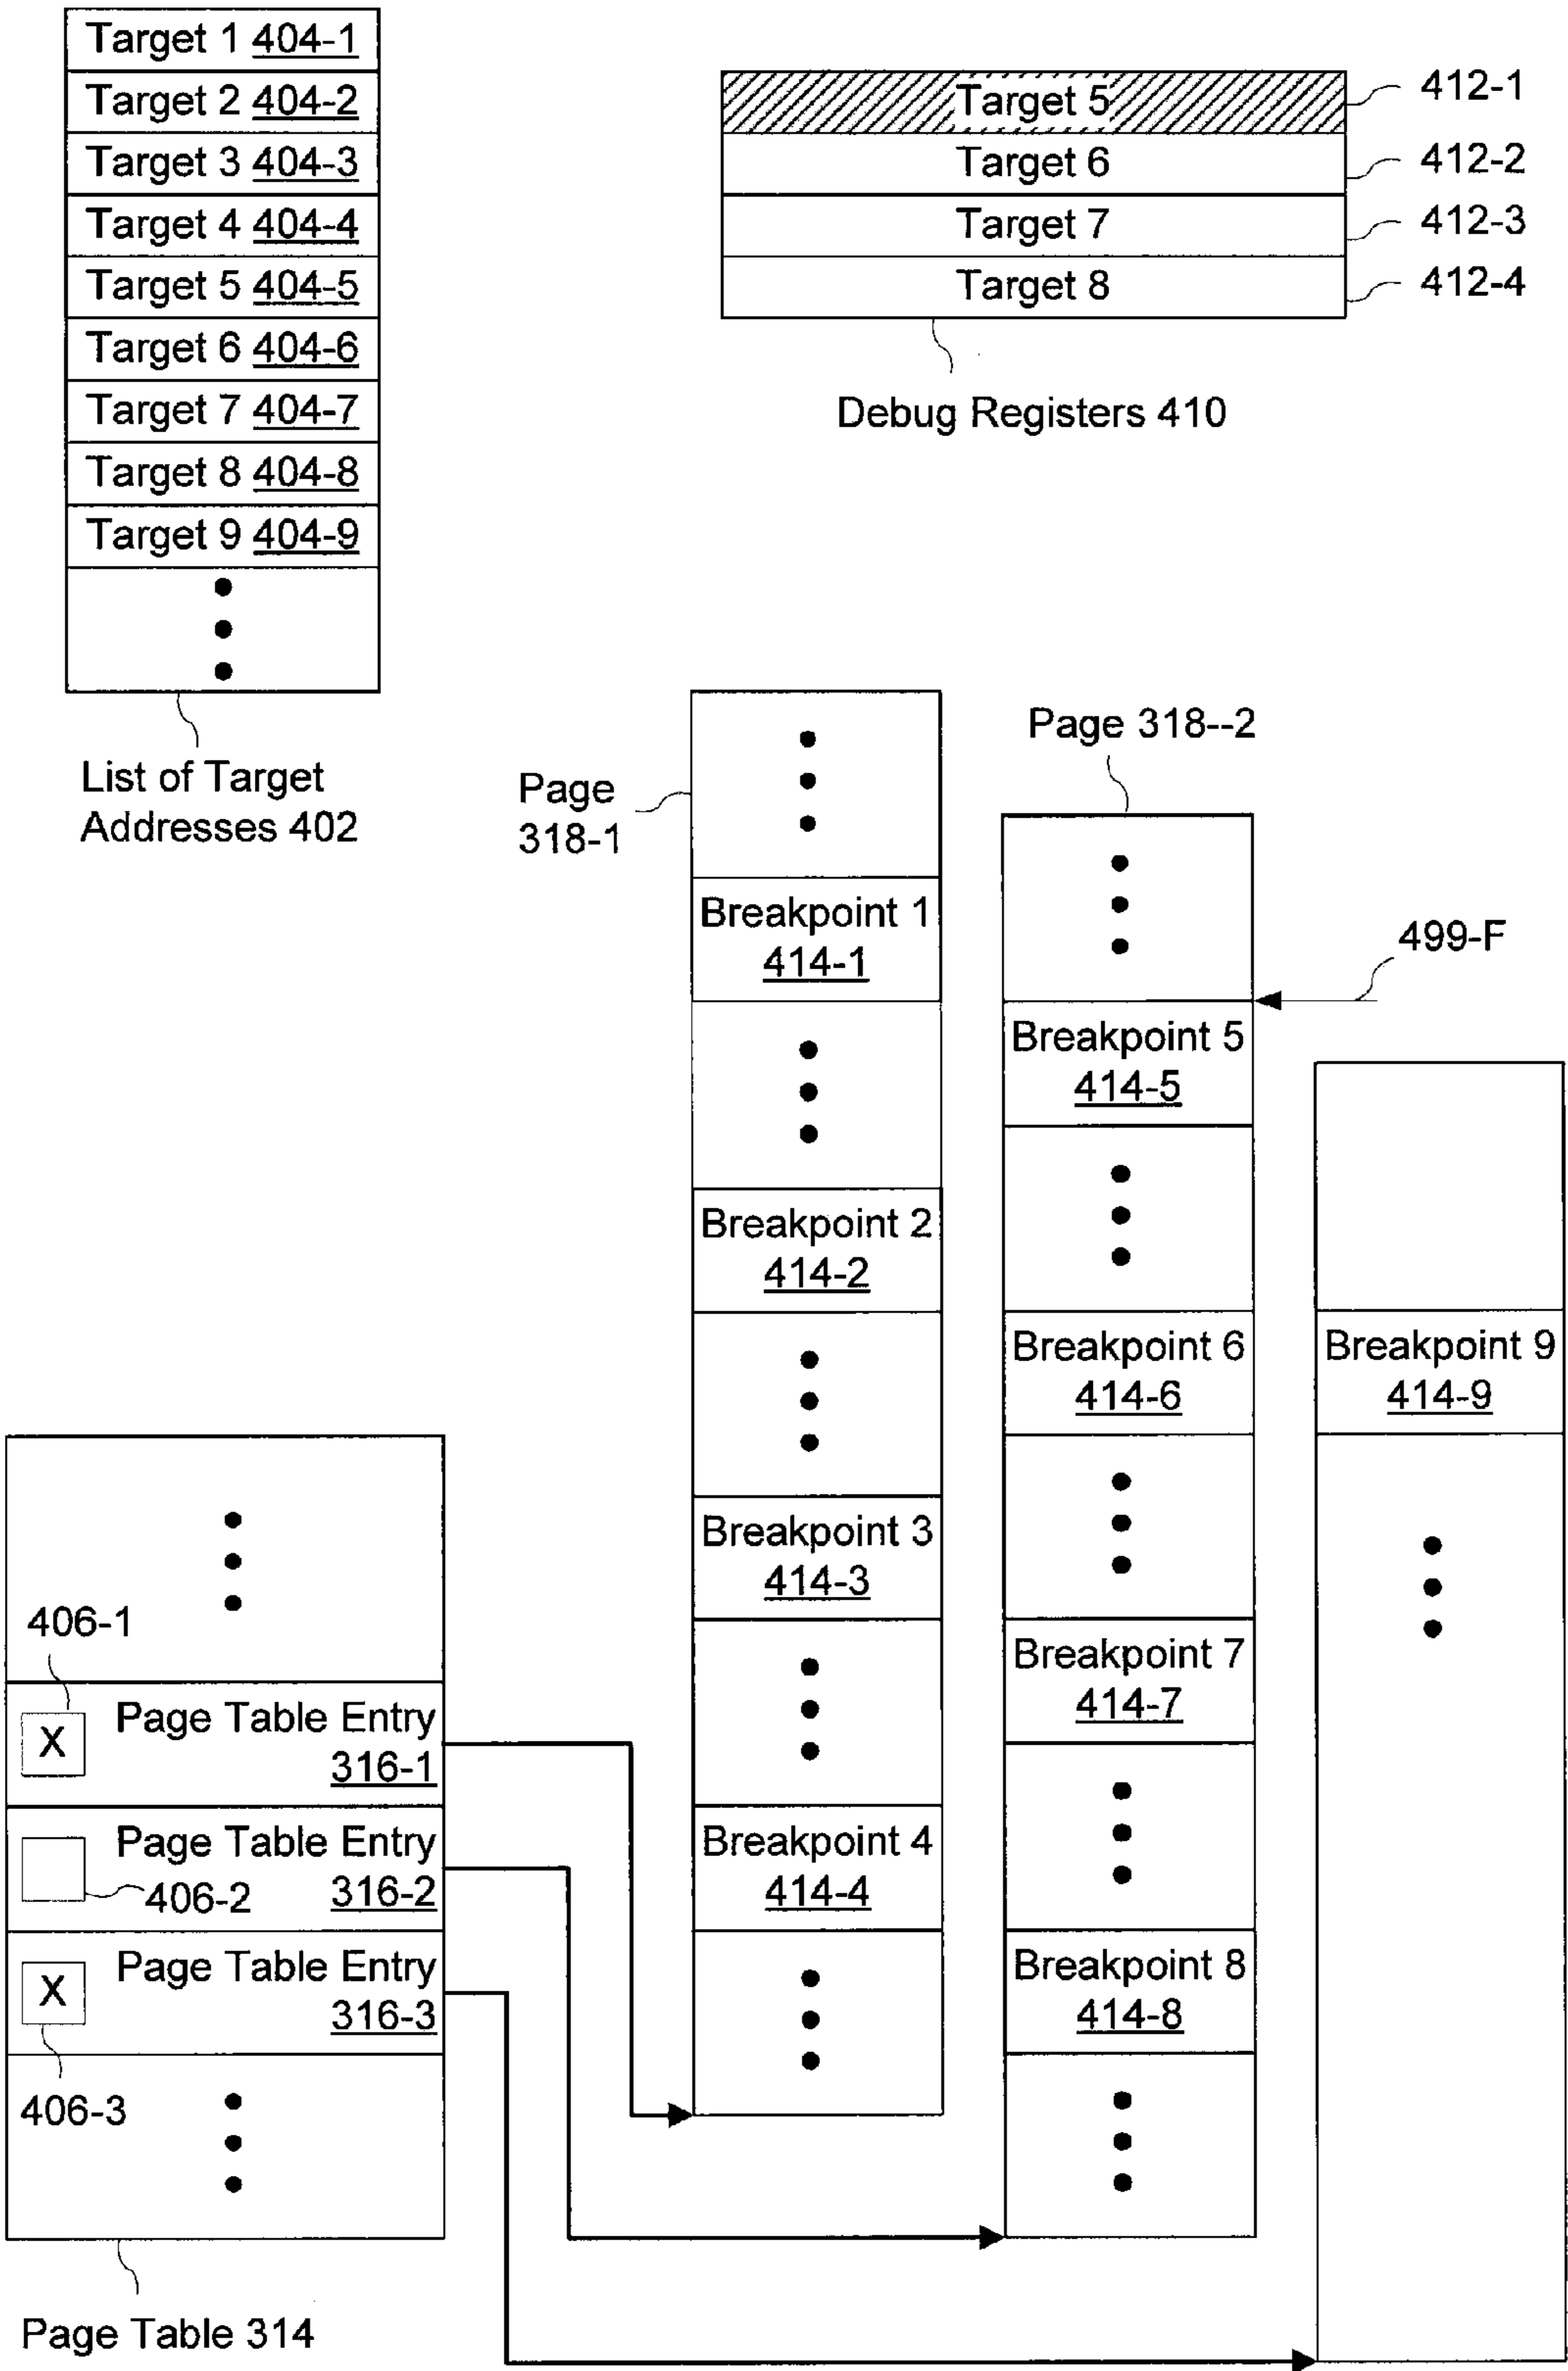 Target 1 404-1
Target 2 404-2
Target 3 404-3
Target 4 404-4
Target 5 404-5
Target 6 404-6
Target 7 404-7
Target 8 404-8
Target 9 404-9
List of Target
Addresses 402
Target 5
412-1
Target 6
412-2
Target 7
412-3
Target 8
412-4
Debug Registers 410
Page
318-1
Breakpoint 1
414-1
Breakpoint 2
414-2
Breakpoint 3
414-3
Breakpoint 4
414-4
Page 318--2
499-F
Breakpoint 5
414-5
Breakpoint 6
414-6
Breakpoint 7
414-7
Breakpoint 8
414-8
Breakpoint 9
414-9
406-1
X
Page Table Entry
316-1
Page Table Entry
406-2
316-2
X
Page Table Entry
316-3
406-3
Page Table 314